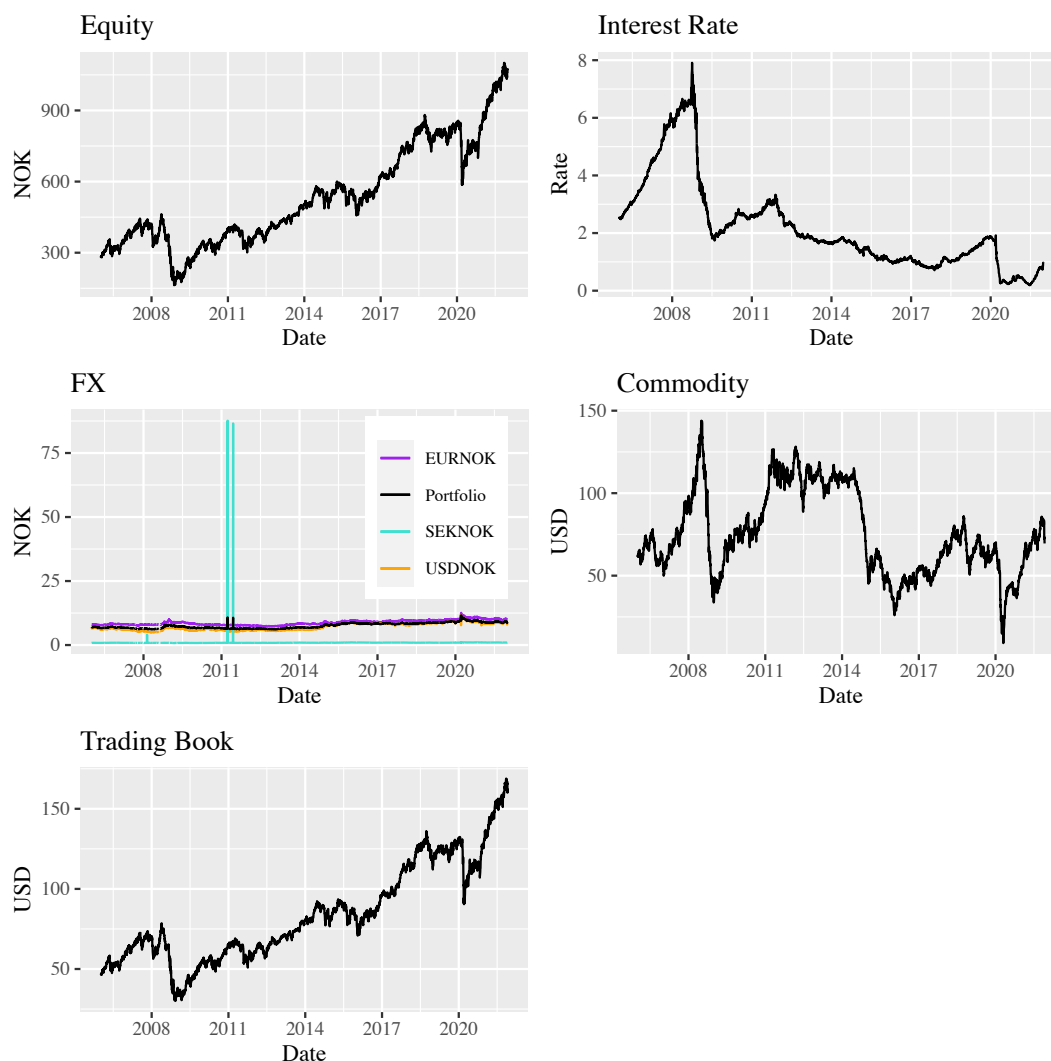 Equity
NOK
900
600
300
2008 2011 2014 2017 2020
Date
Interest Rate
Rate
8
6
4
2
0
2008 2011 2014 2017 2020
Date
FX
NOK
75
50
25
0
EURNOK
Portfolio
SEKNOK
USDNOK
2008 2011 2014 2017 2020
Date
Commodity
USD
150
100
50
2008 2011 2014 2017 2020
Date
Trading Book
USD
150
100
50
2008 2011 2014 2017 2020
Date